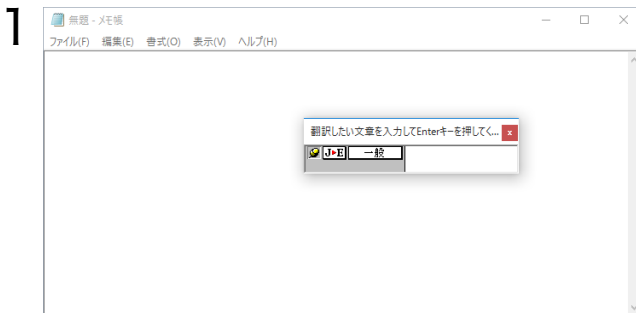 1
無題 - メモ帳
ファイル(F) 編集(E) 書式(O) 表示(V) ヘルプ(H)
翻訳したい文章を入力してEnterキーを押してく... x
J▸E 一般